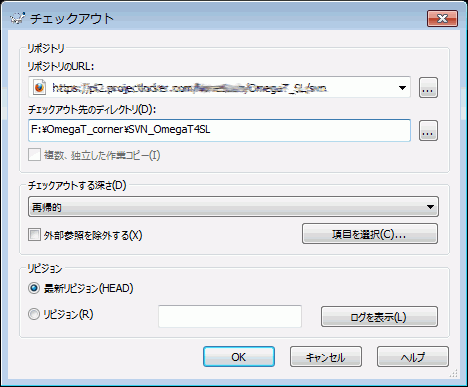 チェックアウト
リポジトリ
リポジトリのURL:
OmegaT_SL/svn
...
チェックアウト先のディレクトリ(D):
F:¥OmegaT_corner¥SVN_OmegaT4SL
...
複数、独立した作業コピー(I)
チェックアウトする深さ(D)
再帰的
外部参照を除外する(X)
項目を選択(C)...
リビジョン
最新リビジョン(HEAD)
リビジョン(R)
ログを表示(L)
OK
キャンセル
ヘルプ